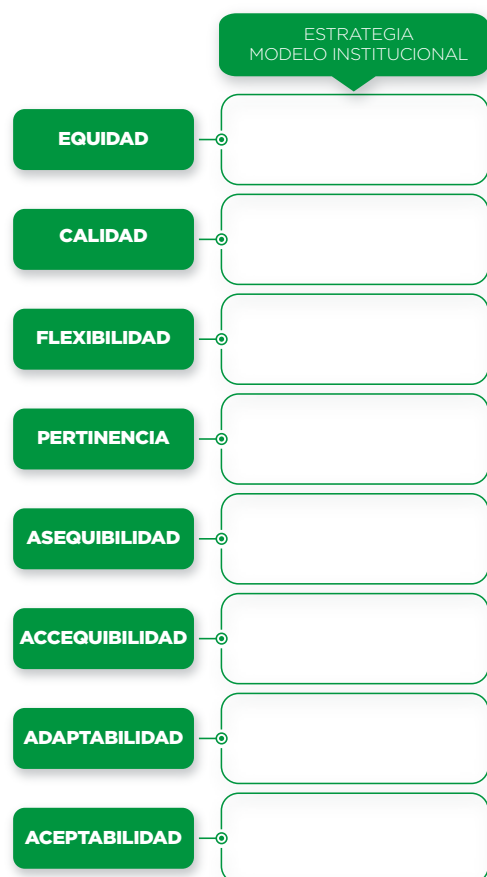 ESTRATEGIA
MODELO INSTITUCIONAL
EQUIDAD
CALIDAD
FLEXIBILIDAD
PERTINENCIA
ASEQUIBILIDAD
ACCEQUIBILIDAD
ADAPTABILIDAD
ACEPTABILIDAD